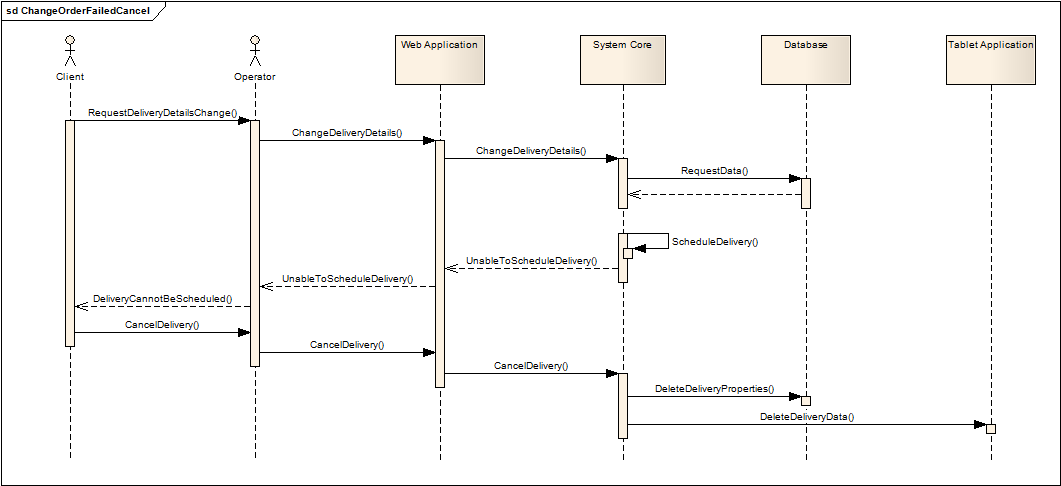 sd ChangeOrderFailedCancel
Client
Operator
Web Application
System Core
Database
Tablet Application
RequestDeliveryDetailsChange()
ChangeDeliveryDetails()
ChangeDeliveryDetails()
RequestData()
ScheduleDelivery()
UnableToScheduleDelivery()
UnableToScheduleDelivery()
DeliveryCannotBeScheduled()
CancelDelivery()
CancelDelivery()
CancelDelivery()
DeleteDeliveryProperties()
DeleteDeliveryData()